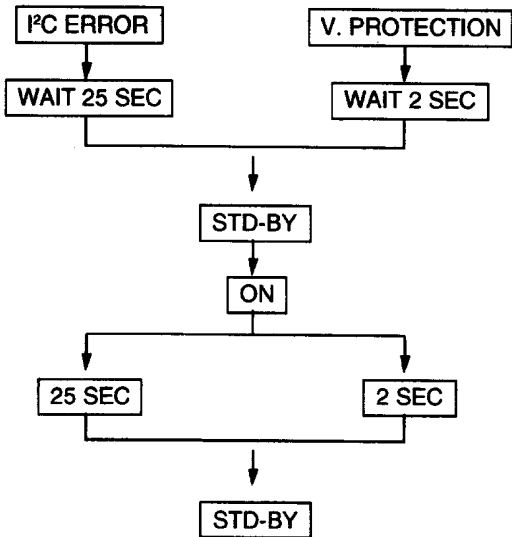 I²C ERROR
V. PROTECTION
WAIT 25 SEC
WAIT 2 SEC
STD-BY
ON
25 SEC
2 SEC
STD-BY